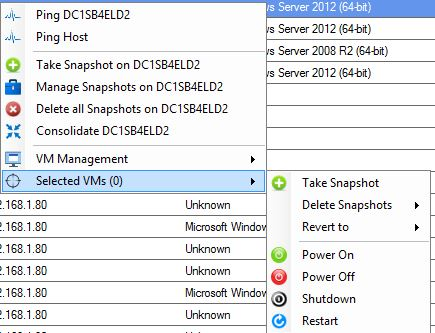 Ping DC1SB4ELD2
ws Server 2012 (64-bit)
Ping Host
ws Server 2012 (64-bit)
ws Server 2008 R2 (64-bit)
Take Snapshot on DC1SB4ELD2
ws Server 2012 (64-bit)
Manage Snapshots on DC1SB4ELD2
Delete all Snapshots on DC1SB4ELD2
Consolidate DC1SB4ELD2
VM Management
Selected VMs (0)
Take Snapshot
Delete Snapshots
Revert to
Power On
Power Off
Shutdown
Restart
2.168.1.80 Unknown
2.168.1.80 Microsoft Window
2.168.1.80 Unknown
2.168.1.80 Unknown
2.168.1.80 Microsoft Window
2.168.1.80 Unknown